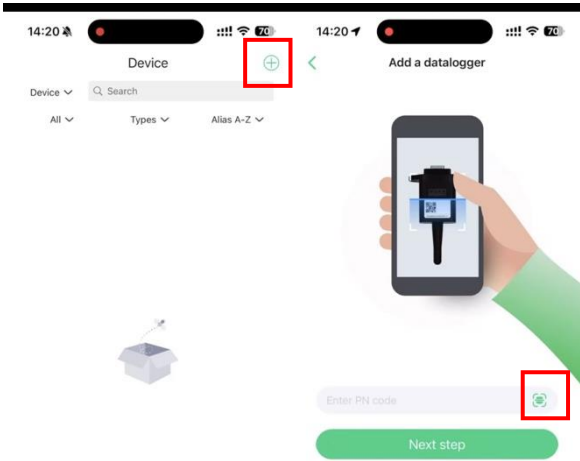 14:20
70
Device
Device
Search
All
Types
Alias A-Z
14:20
70
Add a datalogger
Enter PN code
Next step